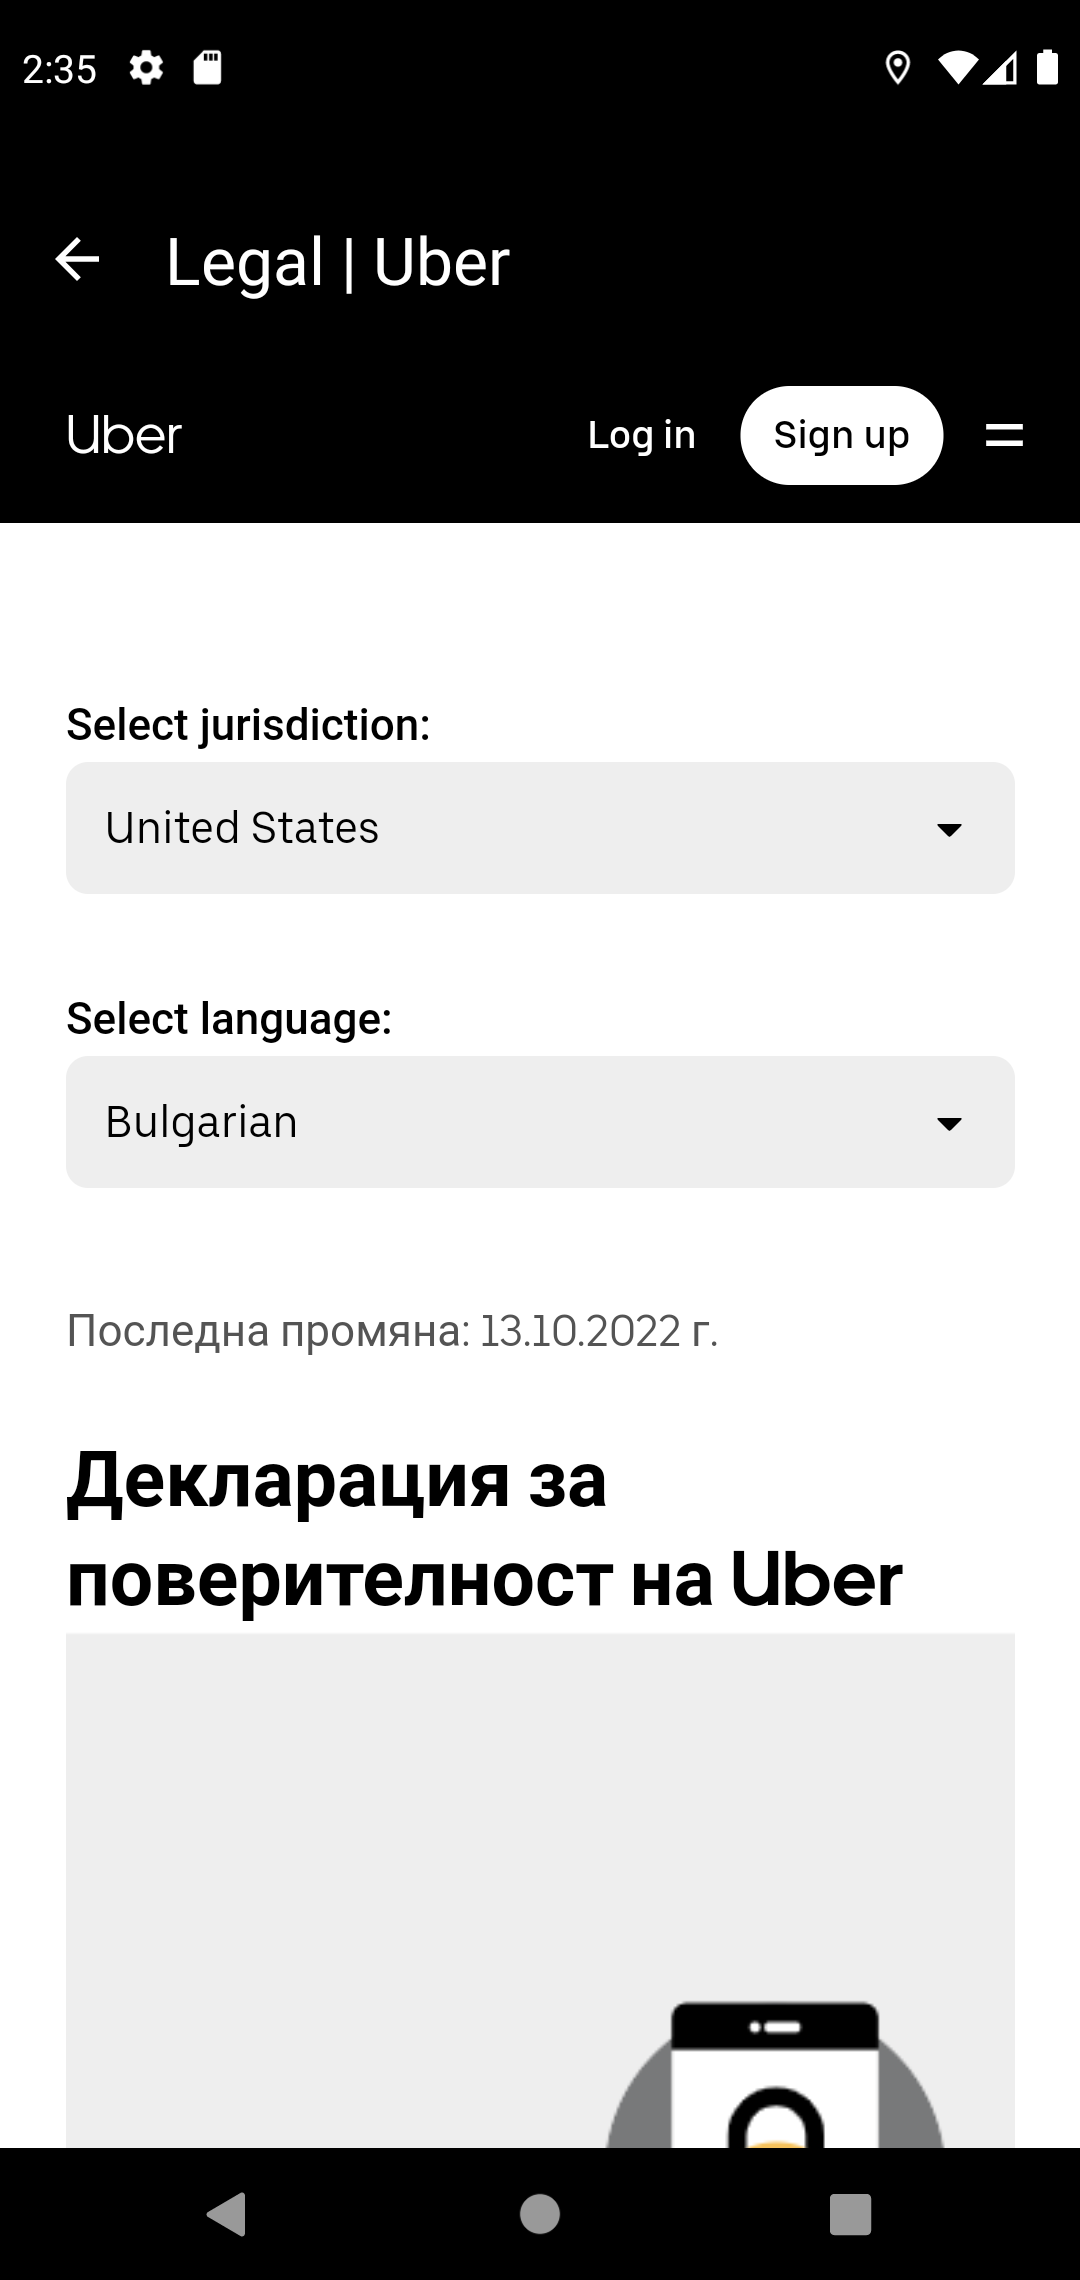 2:35
Legal | Uber
Uber
Log in
Sign up
Select jurisdiction:
United States
Select language:
Bulgarian
Последна промяна: 13.10.2022 г.
Декларация за
поверителност на Uber